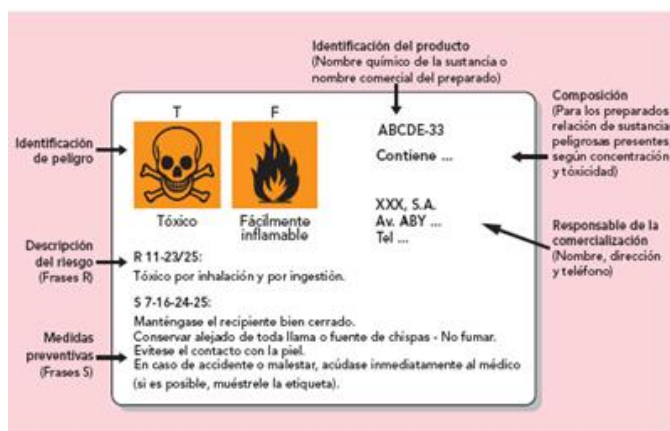 Identificación del producto
(Nombre químico de la sustancia o
nombre comercial del preparado)
Composición
(Para los preparados
relación de sustancia
peligrosas presentes
según concentración
y tóxicidad)
Identificación
de peligro
T
F
Tóxico
Fácilmente
inflamable
ABCDE-33
Contiene ...
XXX, S.A.
Av. ABY ...
Tel ...
Responsable de la
comercialización
(Nombre, dirección
y teléfono)
Descripción
del riesgo
(Frases R)
R 11-23/25:
Tóxico por inhalación y por ingestión.
S 7-16-24-25:
Manténgase el recipiente bien cerrado.
Conservar alejado de toda llama o fuente de chispas - No fumar.
Evítese el contacto con la piel.
En caso de accidente o malestar, acúdase inmediatamente al médico
(si es posible, muéstrele la etiqueta).
Medidas
preventivas
(Frases S)